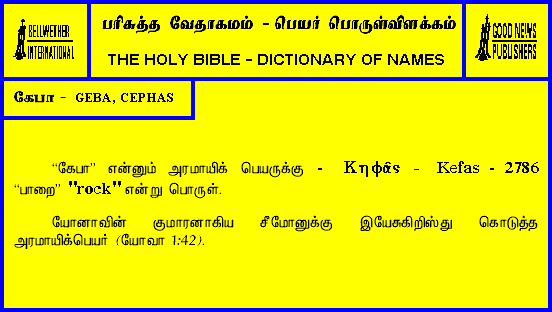 BELLWETHER
INTERNATIONAL
பரிசுத்த வேதாகமம் - பெயர் பொருள்விளக்கம்
THE HOLY BIBLE - DICTIONARY OF NAMES
GOOD NEWS
PUBLISHERS
கேபா - GEBA, CEPHAS
“கேபா” என்னும் அரமாயிக் பெயருக்கு - Κηφᾶs - Kefas - 2786
“பாறை” "rock" என்று பொருள்.
யோனாவின் குமாரனாகிய சீமோனுக்கு இயேசுகிறிஸ்து கொடுத்த
அரமாயிக்பெயர் (யோவா 1:42).